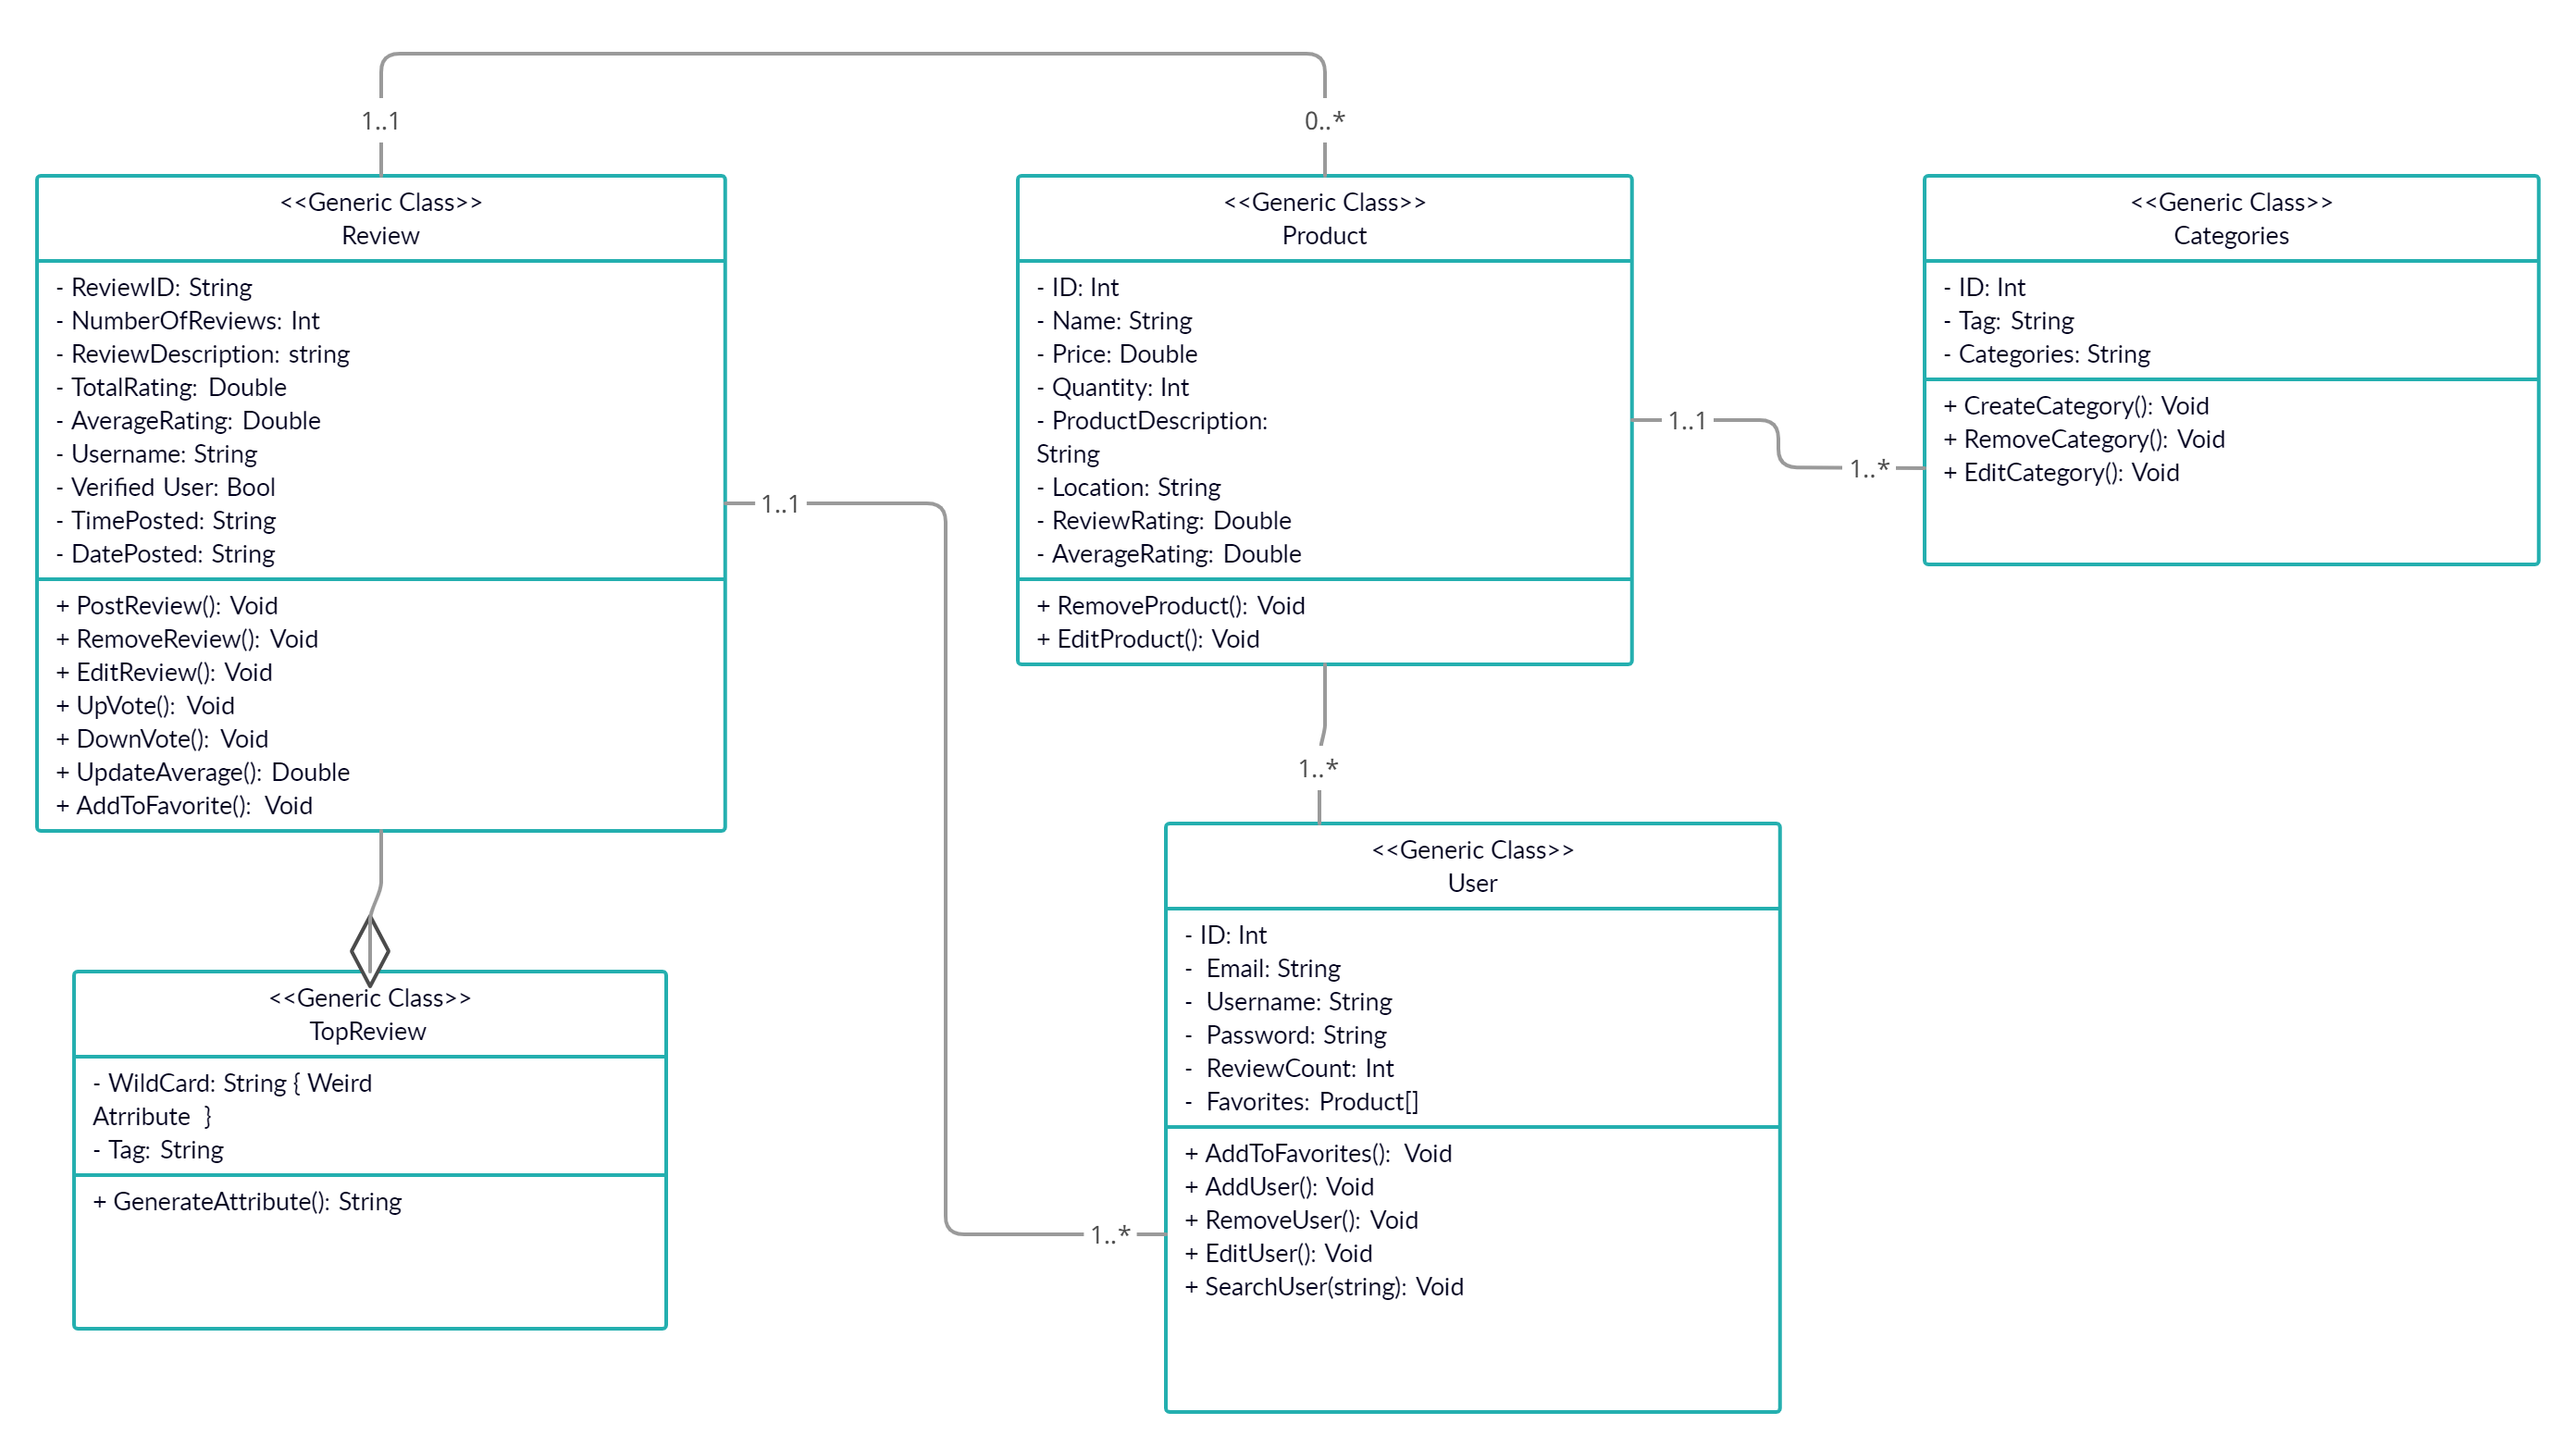 1..1
0..*
<<Generic Class>>
Review
- ReviewID: String
- NumberOfReviews: Int
- ReviewDescription: string
- TotalRating: Double
- AverageRating: Double
- Username: String
- Verified User: Bool
- TimePosted: String
- DatePosted: String
+ PostReview(): Void
+ RemoveReview(): Void
+ EditReview(): Void
+ UpVote(): Void
+ DownVote(): Void
+ UpdateAverage(): Double
+ AddToFavorite(): Void
<<Generic Class>>
Product
- ID: Int
- Name: String
- Price: Double
- Quantity: Int
- ProductDescription:
String
- Location: String
- ReviewRating: Double
- AverageRating: Double
+ RemoveProduct(): Void
+ EditProduct(): Void
<<Generic Class>>
Categories
- ID: Int
- Tag: String
- Categories: String
+ CreateCategory(): Void
+ RemoveCategory(): Void
+ EditCategory(): Void
1..1
1..*
1..1
1..*
1..*
<<Generic Class>>
TopReview
- WildCard: String { Weird
Atrribute }
- Tag: String
+ GenerateAttribute(): String
<<Generic Class>>
User
- ID: Int
- Email: String
- Username: String
- Password: String
- ReviewCount: Int
- Favorites: Product[]
+ AddToFavorites(): Void
+ AddUser(): Void
+ RemoveUser(): Void
+ EditUser(): Void
+ SearchUser(string): Void